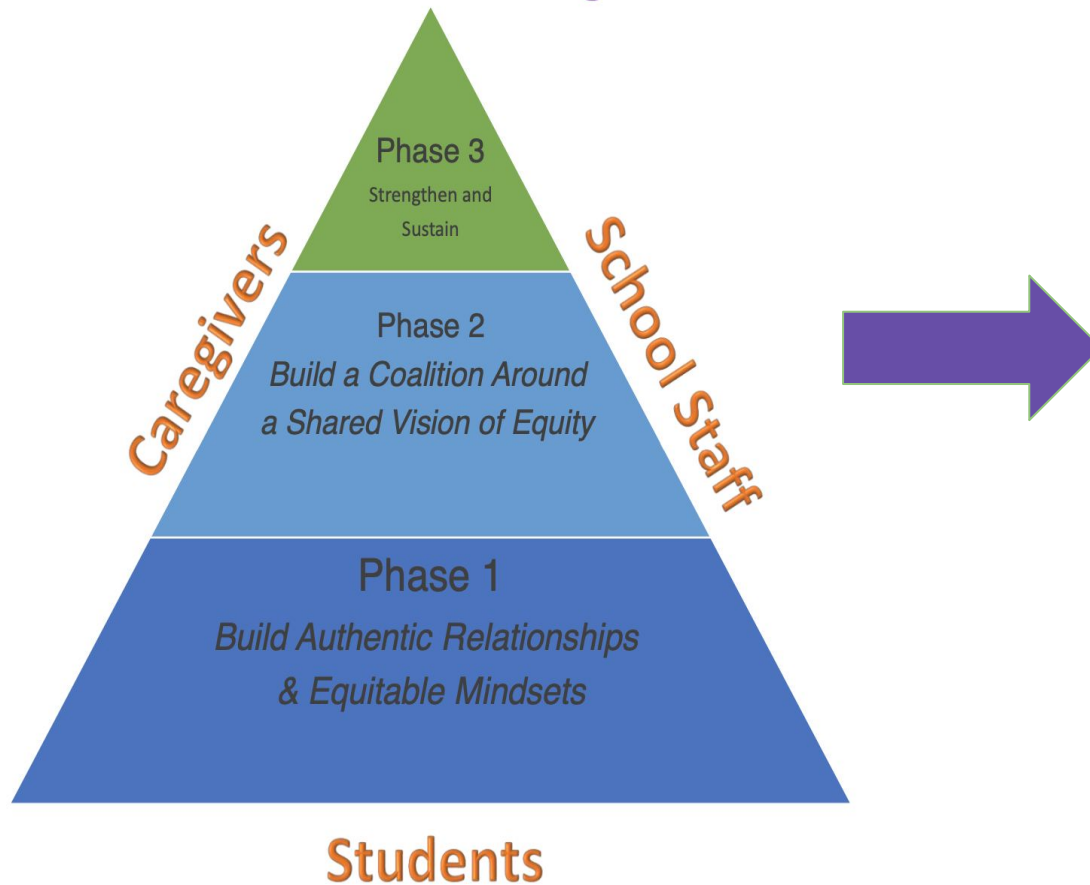 Phase 3
Strengthen and
Sustain
Caregivers
School Staff
Phase 2
Build a Coalition Around
a Shared Vision of Equity
Phase 1
Build Authentic Relationships
& Equitable Mindsets
Students